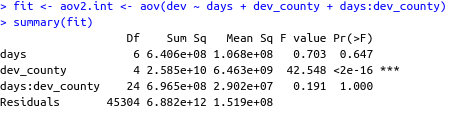 > fit <- aov2.int <- aov(dev ~ days + dev_county + days:dev_county)
> summary(fit)
Df Sum Sq Mean Sq F value Pr(>F)
days 6 6.406e+08 1.068e+08 0.703 0.647
dev_county 4 2.585e+10 6.463e+09 42.548 <2e-16 ***
days:dev_county 24 6.965e+08 2.902e+07 0.191 1.000
Residuals 45304 6.882e+12 1.519e+08